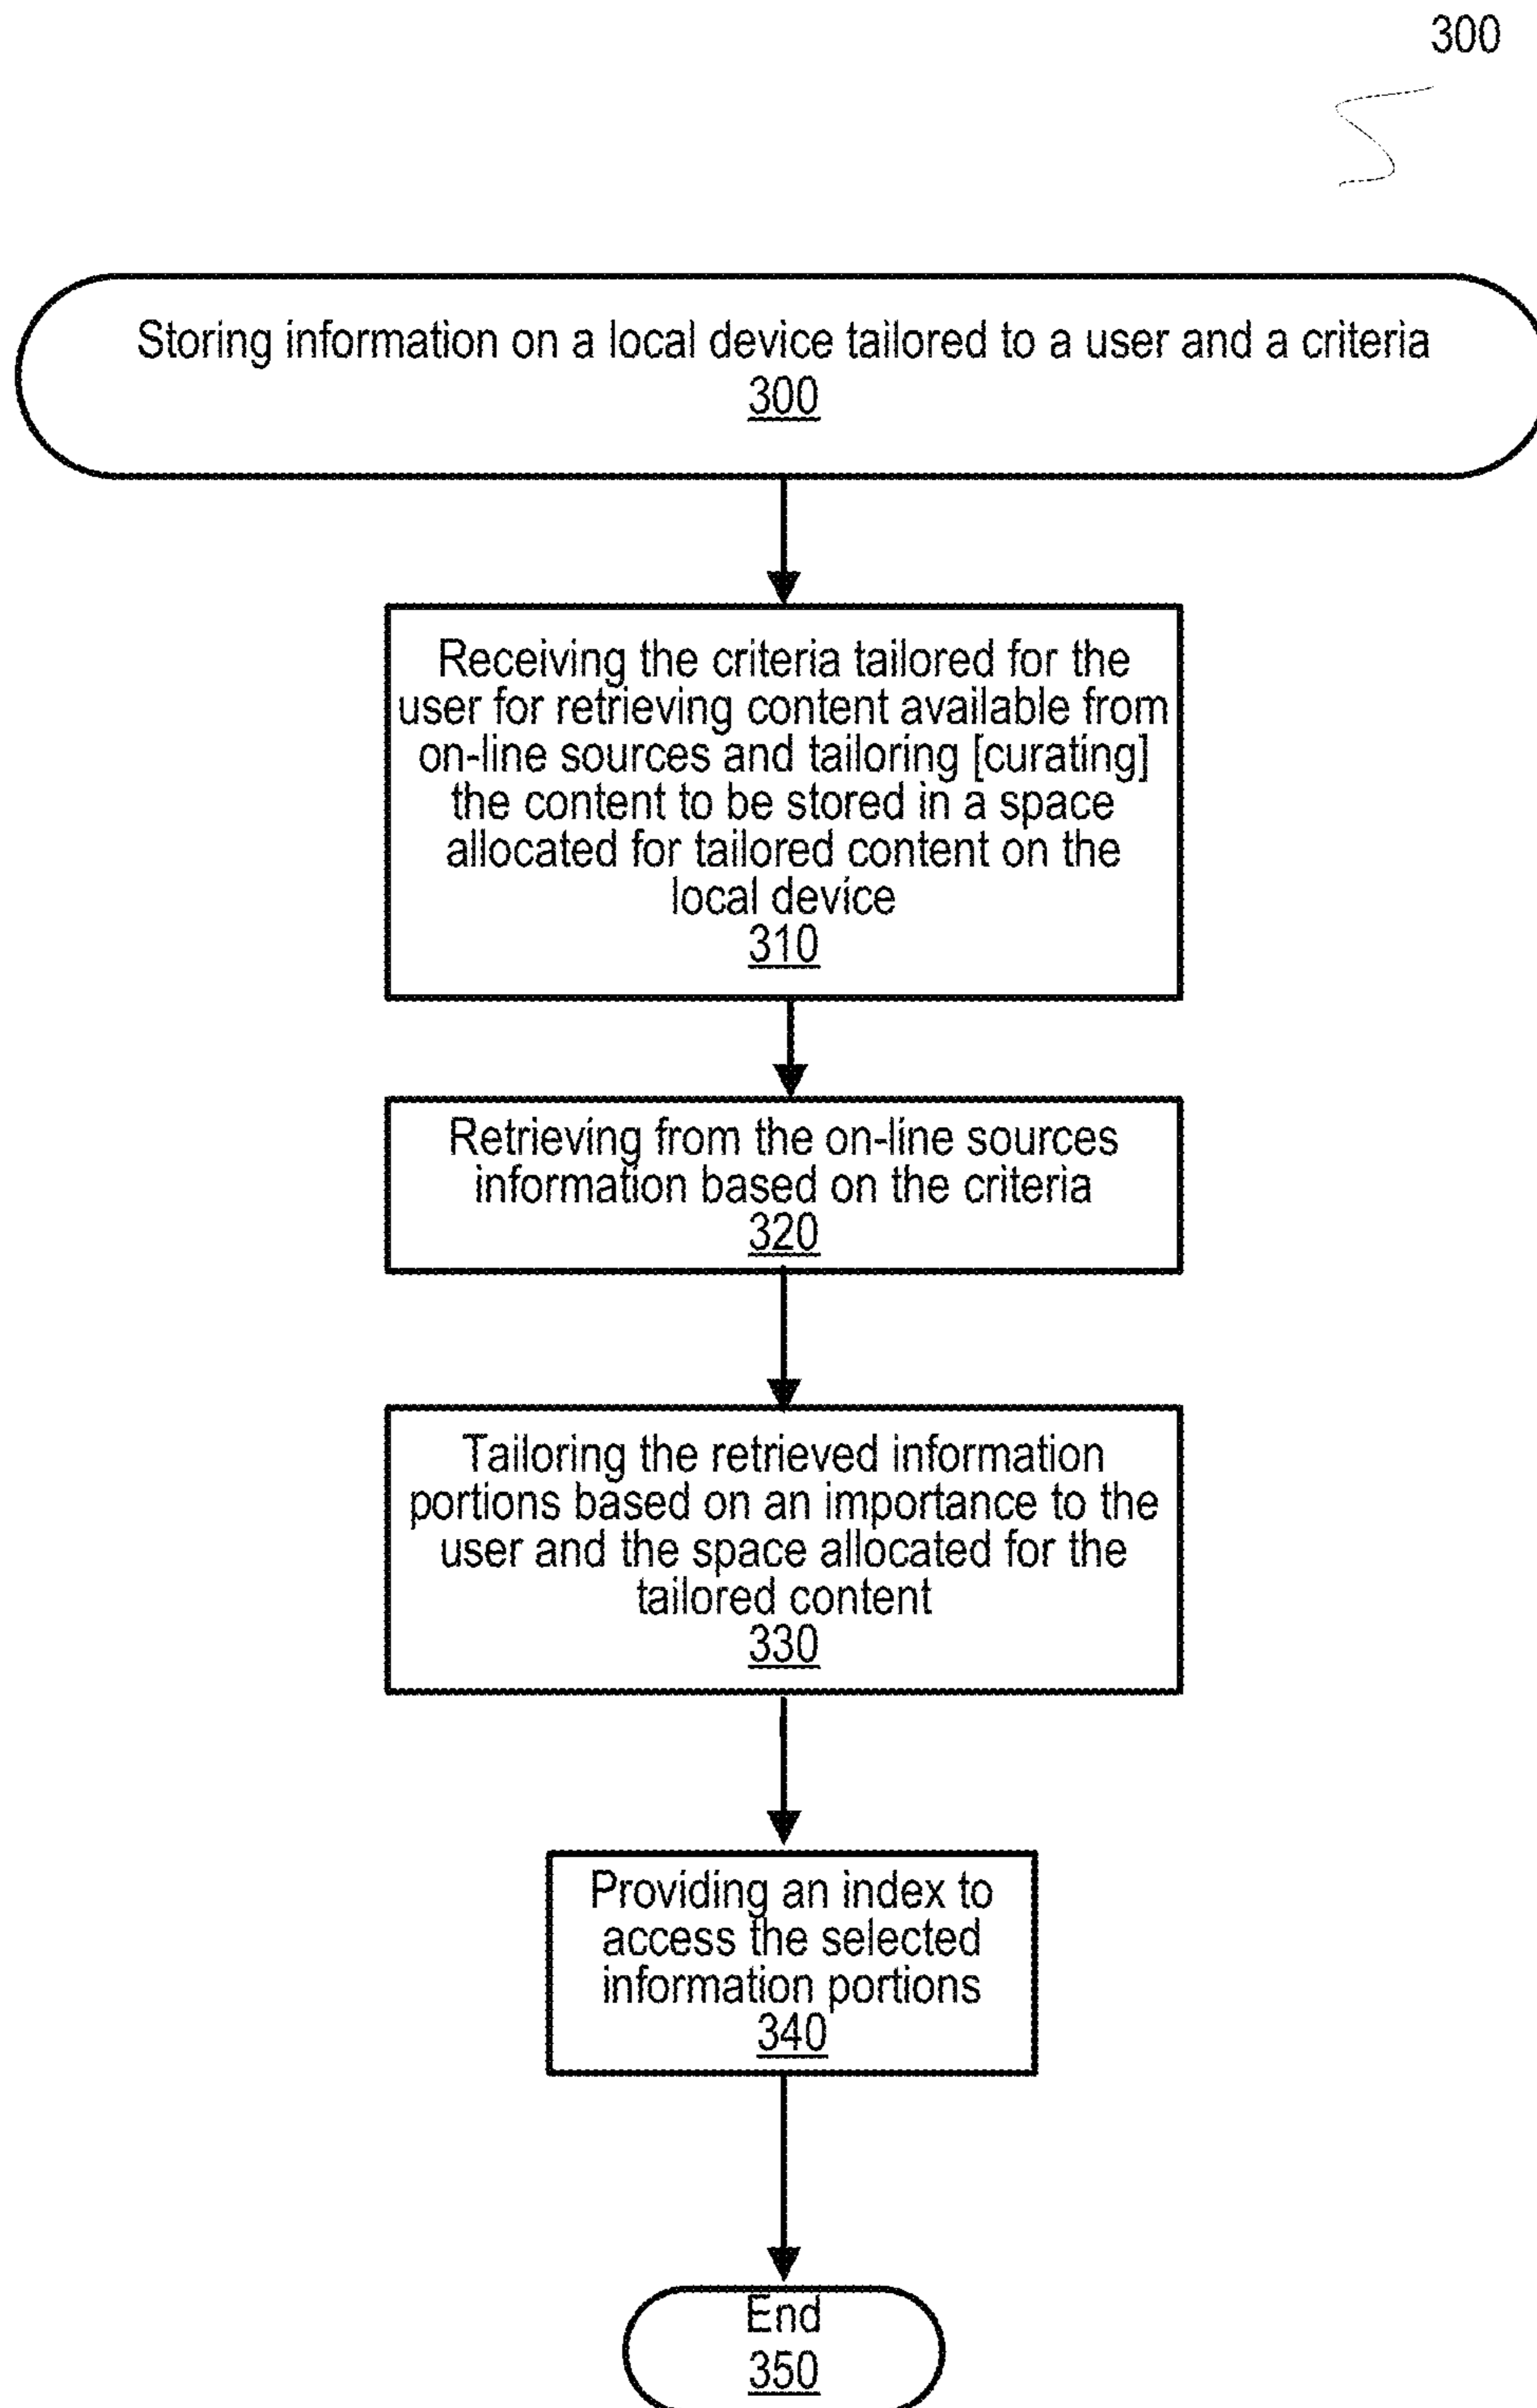 300
Storing information on a local device tailored to a user and a criteria
300
Receiving the criteria tailored for the
user for retrieving content available from
on-line sources and tailoring [curating]
the content to be stored in a space
allocated for tailored content on the
local device
310
Retrieving from the on-line sources
information based on the criteria
320
Tailoring the retrieved information
portions based on an importance to the
user and the space allocated for the
tailored content
330
Providing an index to
access the selected
information portions
340
End
350